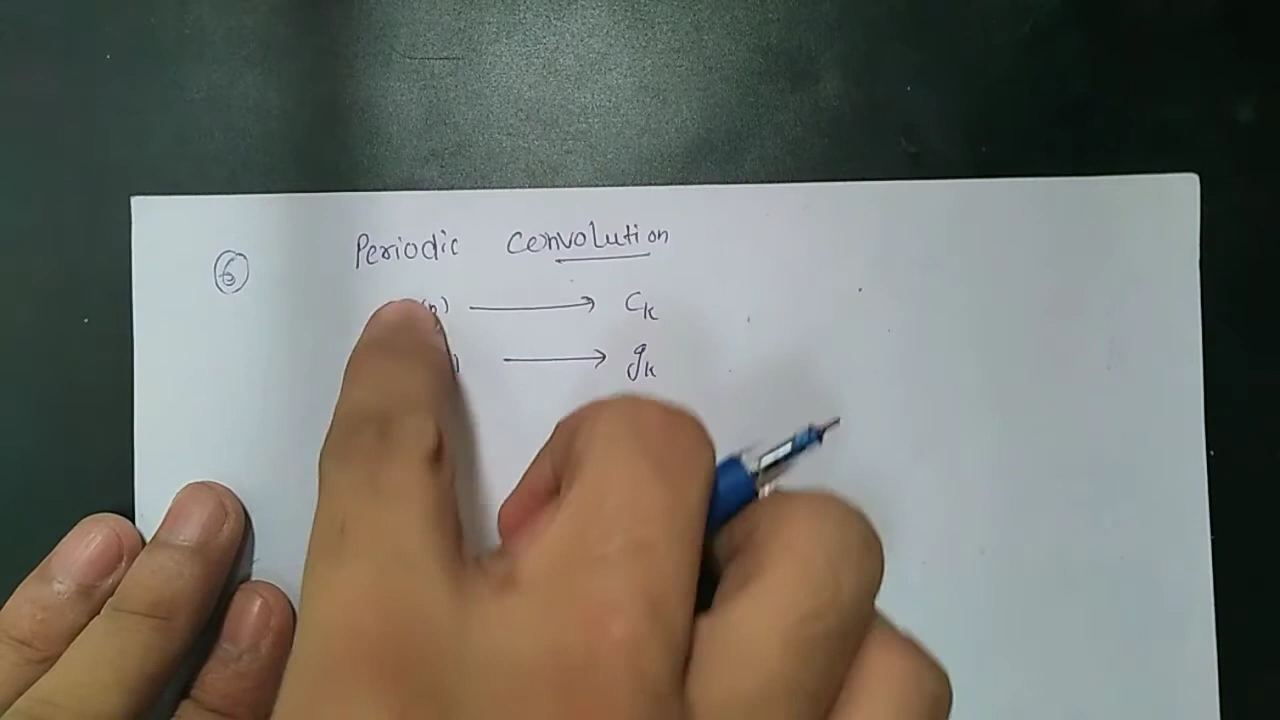 6 Periodic Convolution
(n) → Ck
) → gk